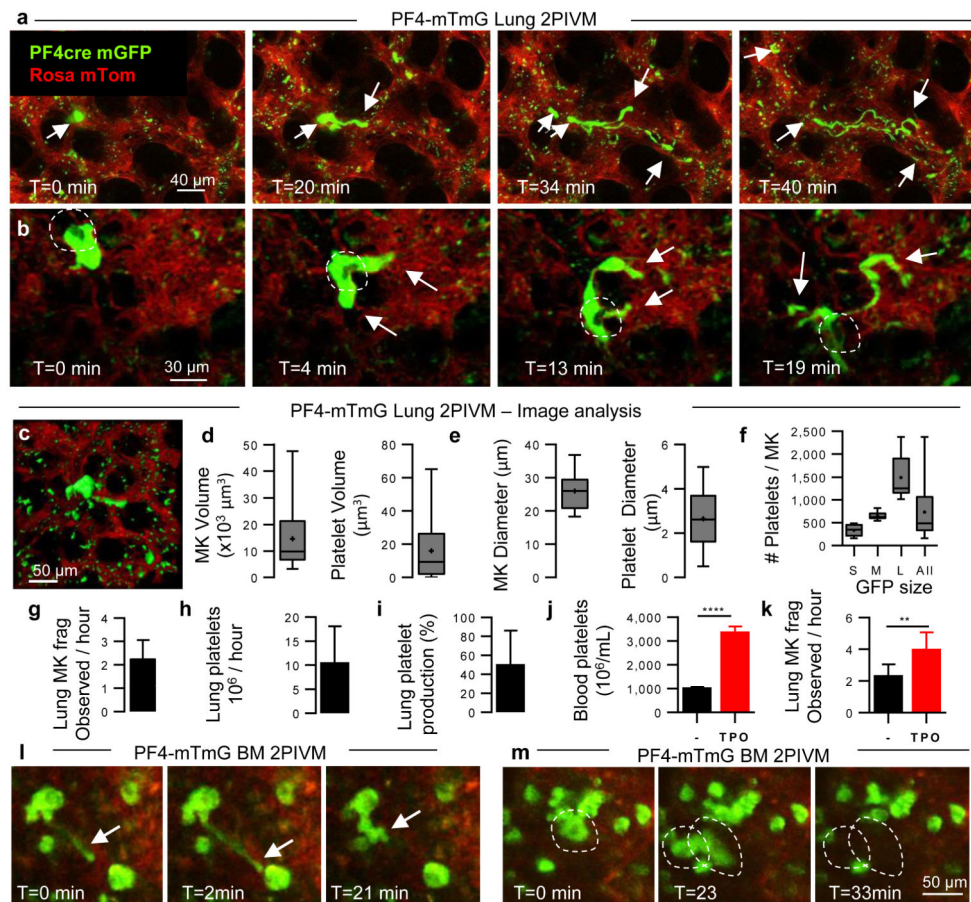 a
PF4-mTmG Lung 2PIVM
PF4cre mGFP
Rosa mTom
T=0 min
40 µm
T=20 min
T=34 min
T=40 min
b
T=0 min
30 µm
T=4 min
T=13 min
T=19 min
PF4-mTmG Lung 2PIVM – Image analysis
c
50 µm
d
MK Volume
(x10³ µm³)
50
40
30
20
10
0
Platelet Volume
(µm³)
80
60
40
20
0
e
MK Diameter (µm)
40
30
20
10
0
Platelet Diameter
(µm)
6
4
2
0
f
# Platelets / MK
2,500
2,000
1,500
1,000
500
0
S M L All
GFP size
g
Lung MK frag
Observed / hour
4
3
2
1
0
h
Lung platelets
10⁶ / hour
20
15
10
5
0
i
Lung platelet
production (%)
100
80
60
40
20
0
j
Blood platelets
(10⁶/mL)
4,000
3,000
2,000
1,000
0
****
- TPO
k
Lung MK frag
Observed / hour
6
4
2
0
**
- TPO
l
PF4-mTmG BM 2PIVM
T=0 min
T=2min
T=21 min
m
PF4-mTmG BM 2PIVM
T=0 min
T=23
T=33min
50 µm